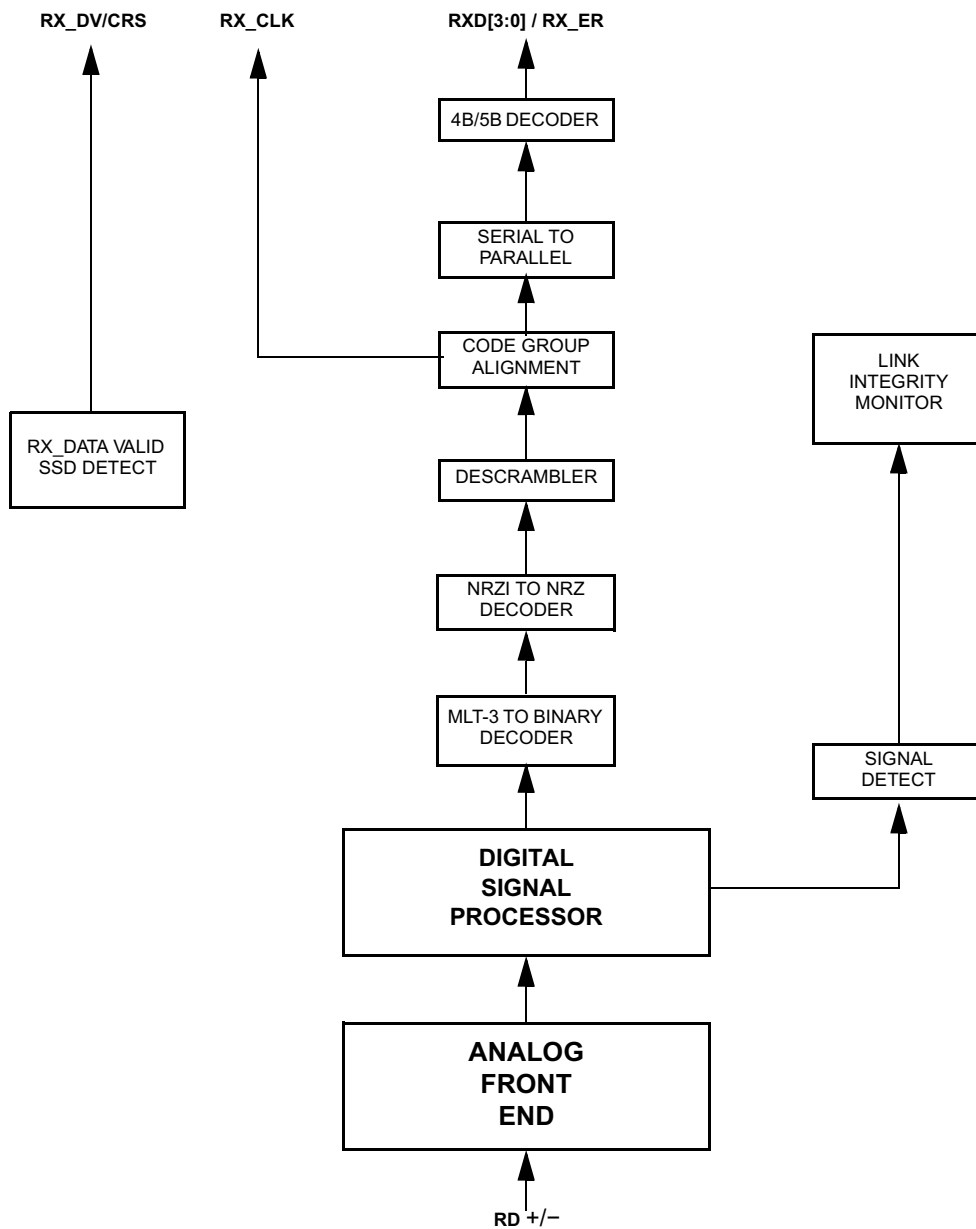 RX_DV/CRS
RX_CLK
RXD[3:0] / RX_ER
4B/5B DECODER
SERIAL TO
PARALLEL
CODE GROUP
ALIGNMENT
LINK
INTEGRITY
MONITOR
RX_DATA VALID
SSD DETECT
DESCRAMBLER
NRZI TO NRZ
DECODER
MLT-3 TO BINARY
DECODER
SIGNAL
DETECT
DIGITAL
SIGNAL
PROCESSOR
ANALOG
FRONT
END
RD +/−